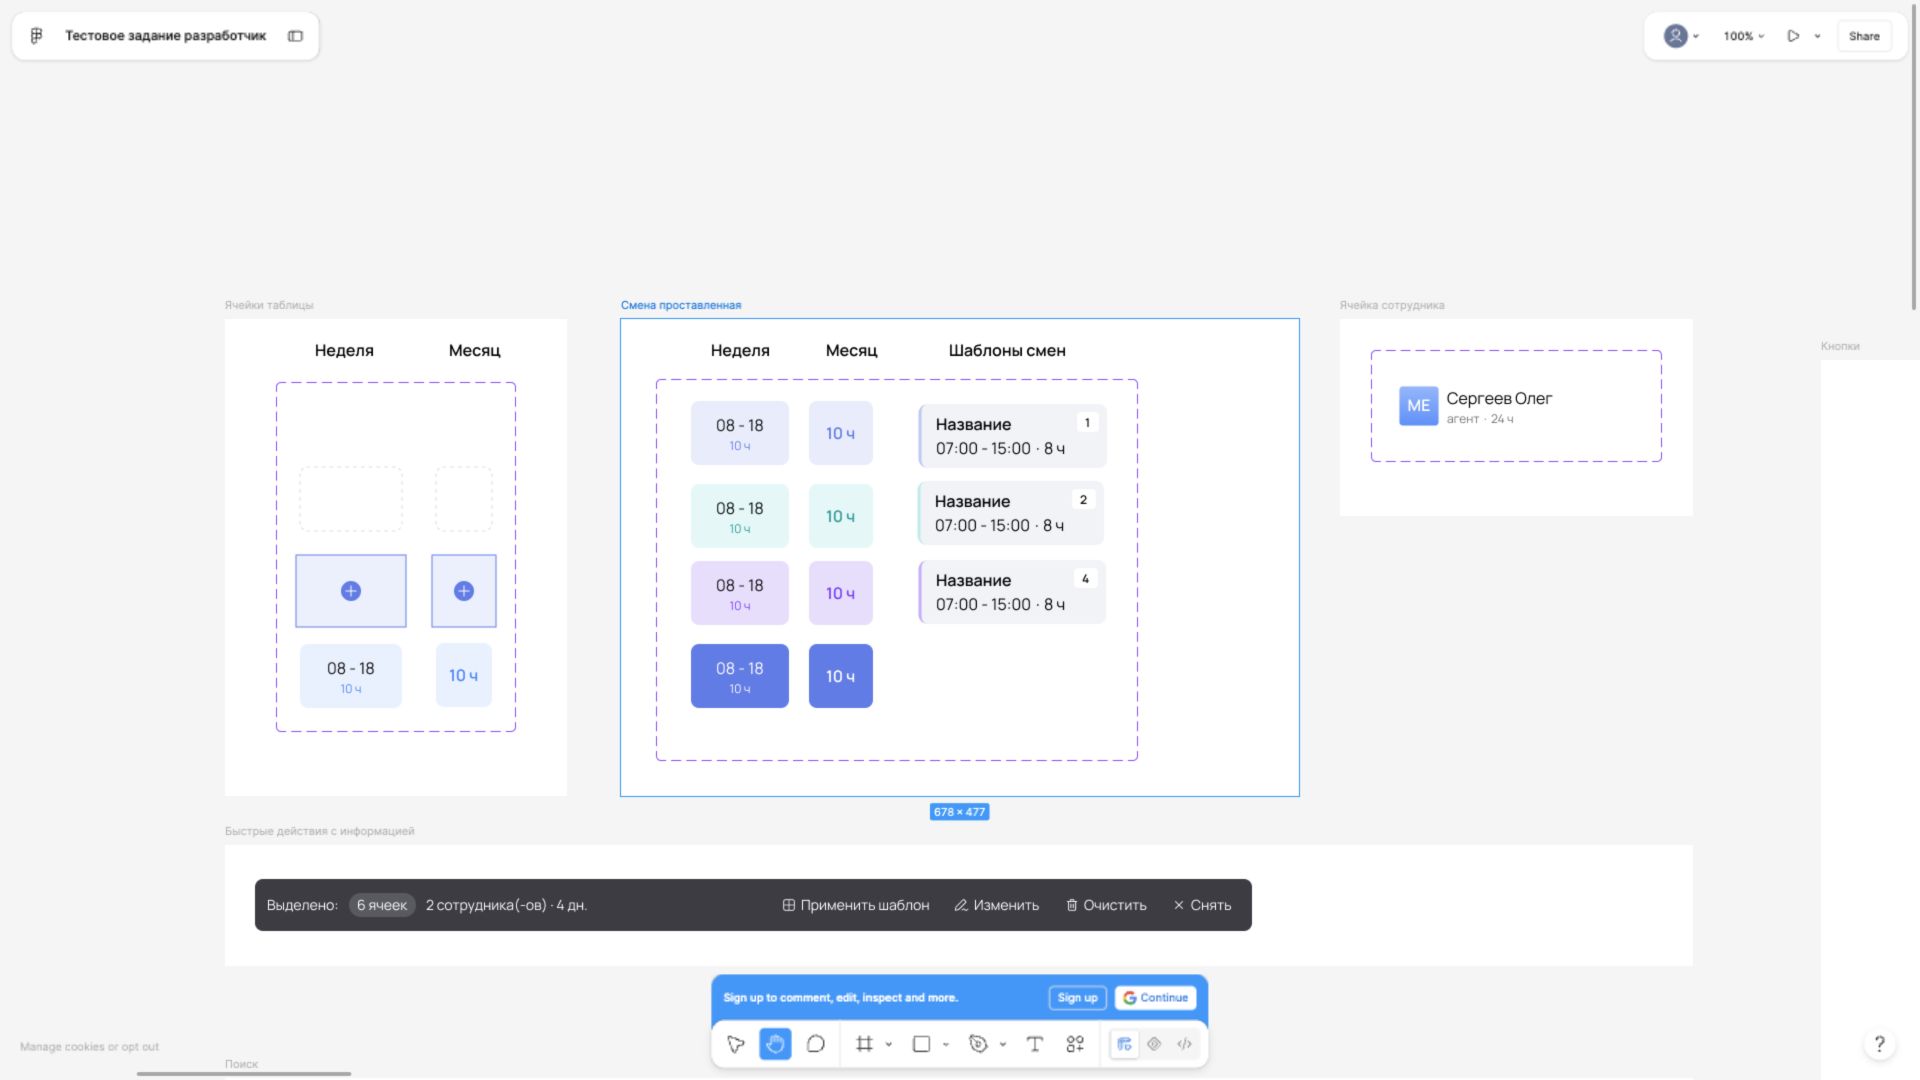 Тестовое задание разработчик
100%
Share
Ячейки таблицы
Неделя Месяц
08 - 18
10 ч
10 ч
Смена проставленная
Неделя Месяц Шаблоны смен
08 - 18
10 ч
10 ч
Название 1
07:00 - 15:00 · 8 ч
08 - 18
10 ч
10 ч
Название 2
07:00 - 15:00 · 8 ч
08 - 18
10 ч
10 ч
Название 4
07:00 - 15:00 · 8 ч
08 - 18
10 ч
10 ч
678 × 477
Ячейка сотрудника
МЕ
Сергеев Олег
агент · 24 ч
Кнопки
Быстрые действия с информацией
Выделено: 6 ячеек 2 сотрудника(-ов) · 4 дн. Применить шаблон Изменить Очистить Снять
Sign up to comment, edit, inspect and more. Sign up Continue
Manage cookies or opt out
Поиск
?